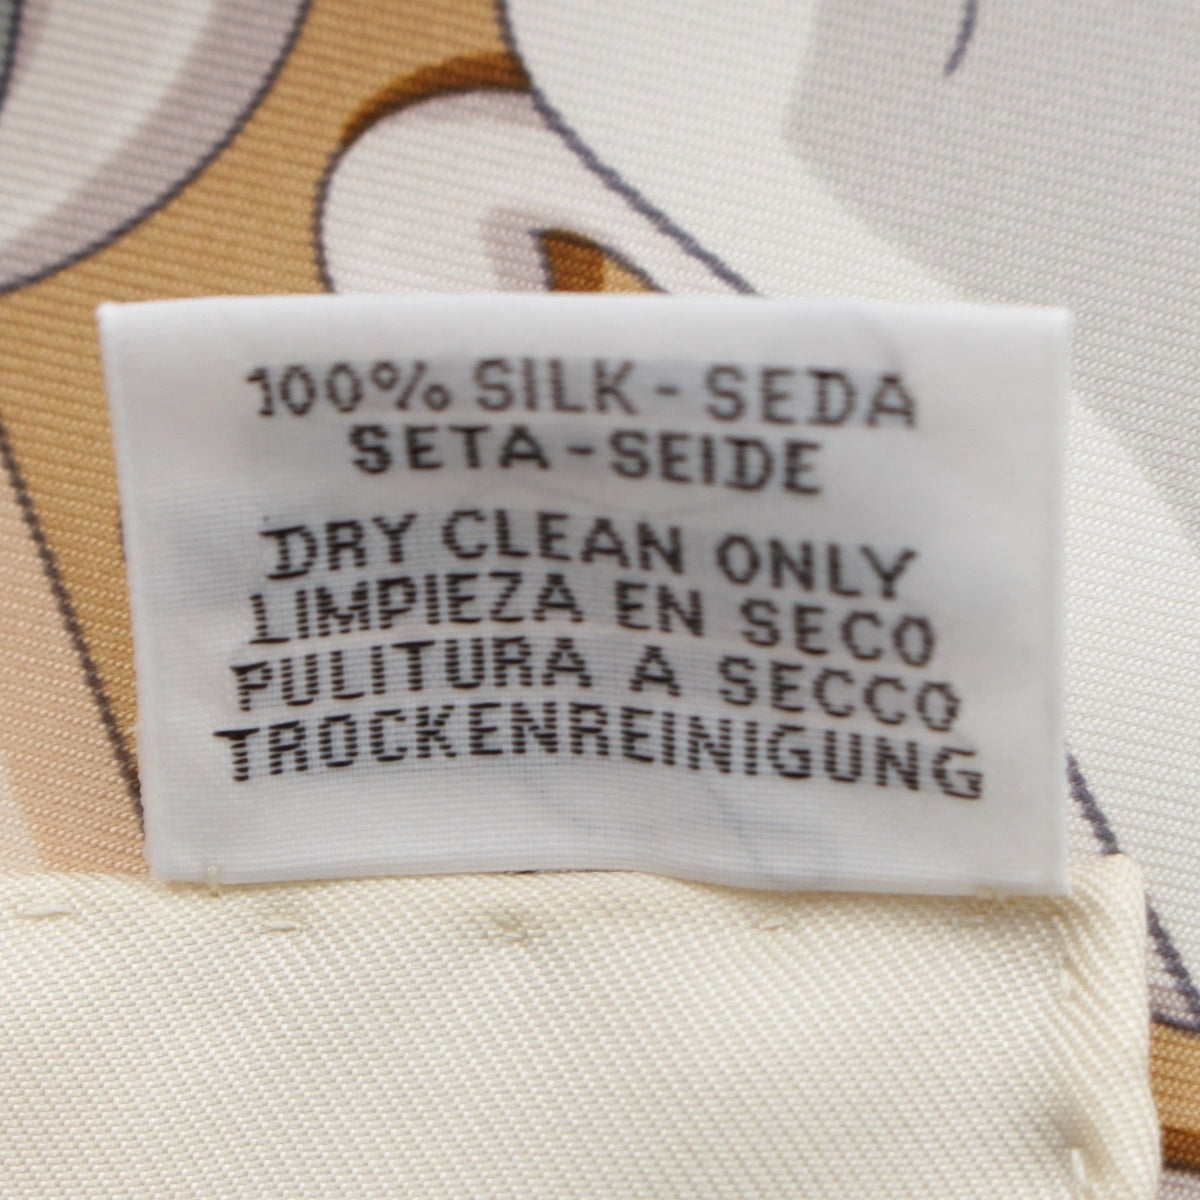 100% SILK - SEDA
SETA - SEIDE
DRY CLEAN ONLY
LIMPIEZA EN SECO
PULITURA A SECCO
TROCKENREINIGUNG